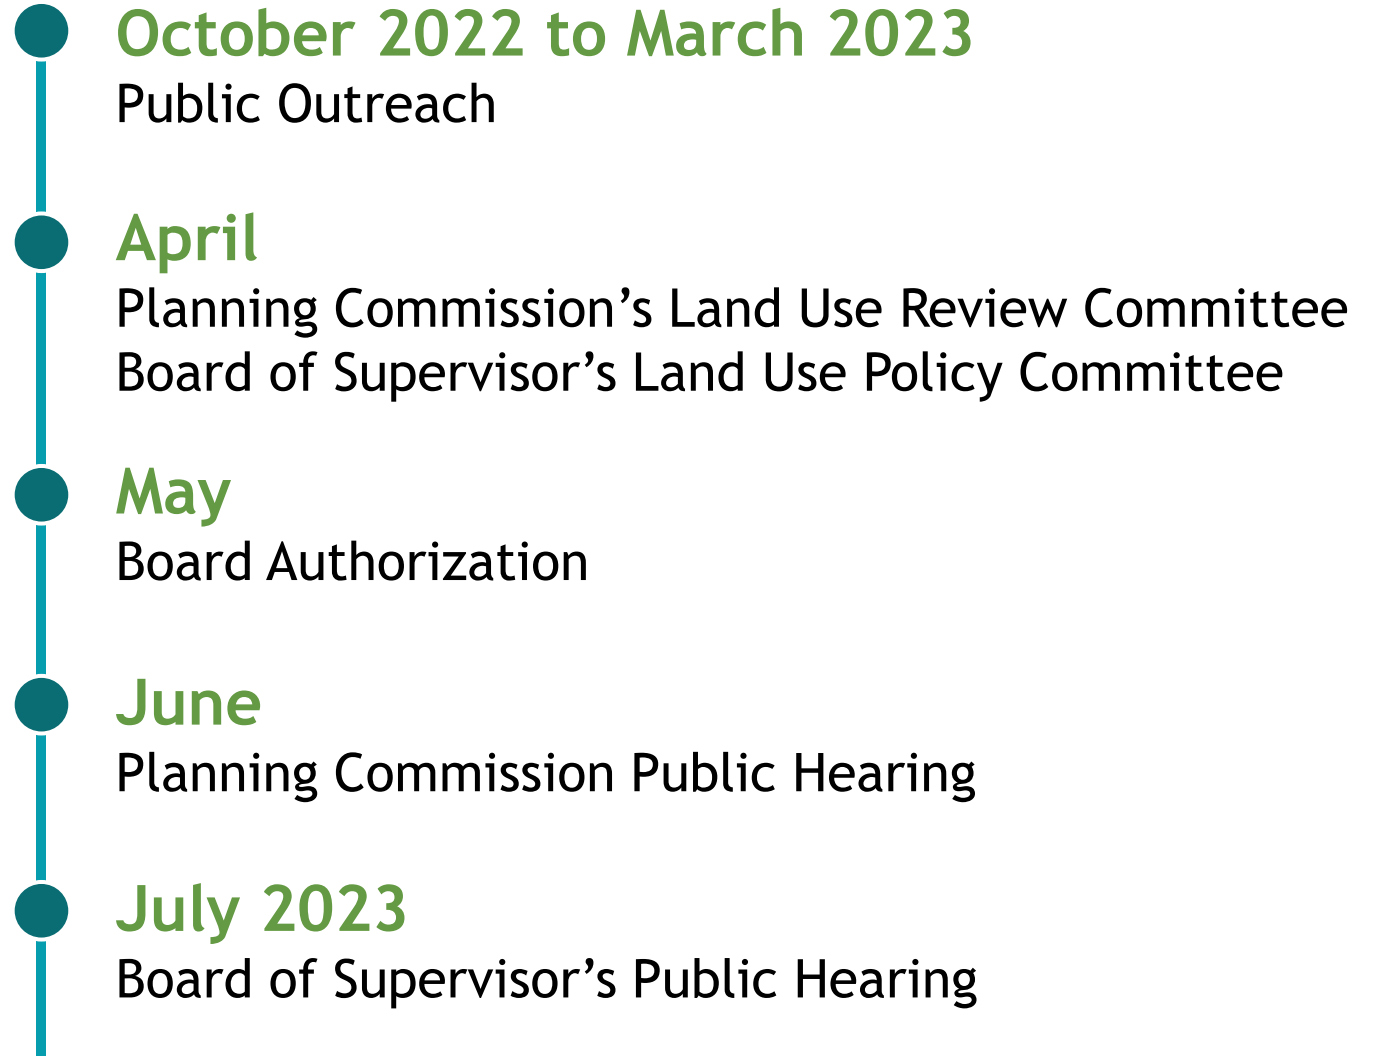 October 2022 to March 2023
Public Outreach
April
Planning Commission’s Land Use Review Committee
Board of Supervisor’s Land Use Policy Committee
May
Board Authorization
June
Planning Commission Public Hearing
July 2023
Board of Supervisor’s Public Hearing